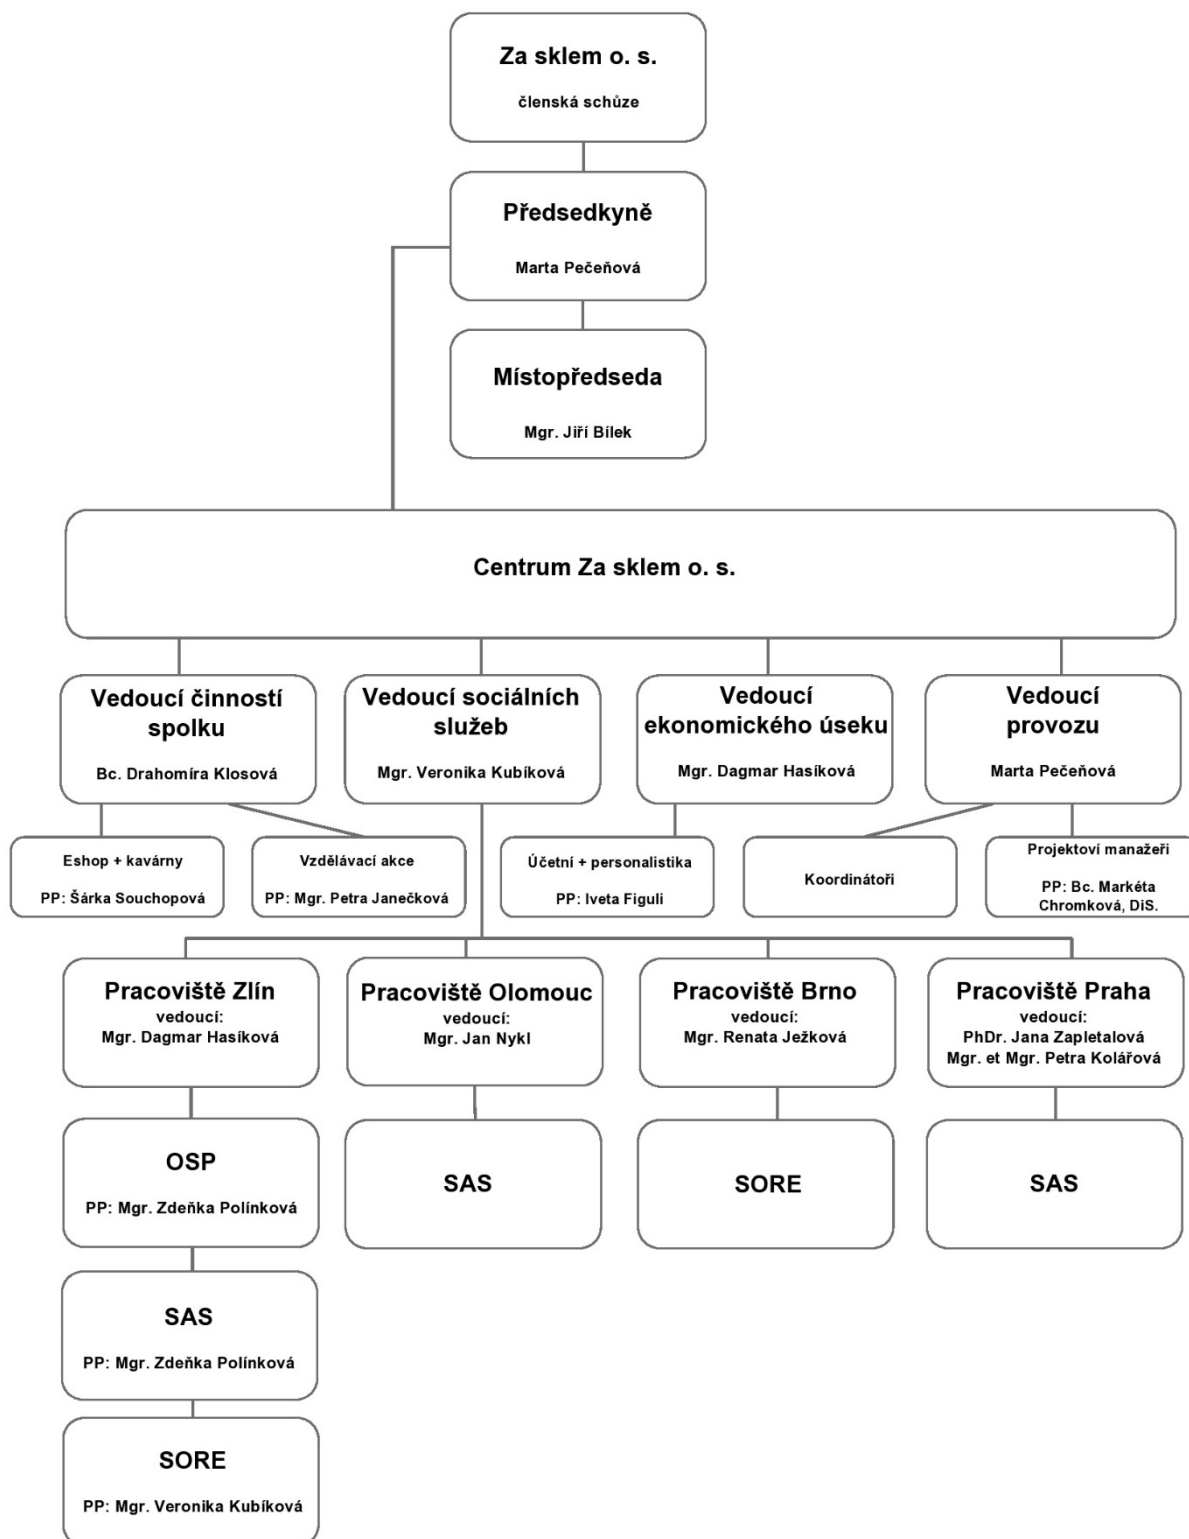 Za sklem o. s.
členská schůze
Předsedkyně
Marta Pečeňová
Místopředseda
Mgr. Jiří Bílek
Centrum Za sklem o. s.
Vedoucí činností
spolku
Bc. Drahomíra Klosová
Vedoucí sociálních
služeb
Mgr. Veronika Kubíková
Vedoucí
ekonomického úseku
Mgr. Dagmar Hasíková
Vedoucí
provozu
Marta Pečeňová
Eshop + kavárny
PP: Šárka Souchopová
Vzdělávací akce
PP: Mgr. Petra Janečková
Účetní + personalistika
PP: Iveta Figuli
Koordinátoři
Projektoví manažeři
PP: Bc. Markéta
Chromková, DiS.
Pracoviště Zlín
vedoucí:
Mgr. Dagmar Hasíková
Pracoviště Olomouc
vedoucí:
Mgr. Jan Nykl
Pracoviště Brno
vedoucí:
Mgr. Renata Ježková
Pracoviště Praha
vedoucí:
PhDr. Jana Zapletalová
Mgr. et Mgr. Petra Kolářová
OSP
PP: Mgr. Zdeňka Polínková
SAS
SORE
SAS
SAS
PP: Mgr. Zdeňka Polínková
SORE
PP: Mgr. Veronika Kubíková